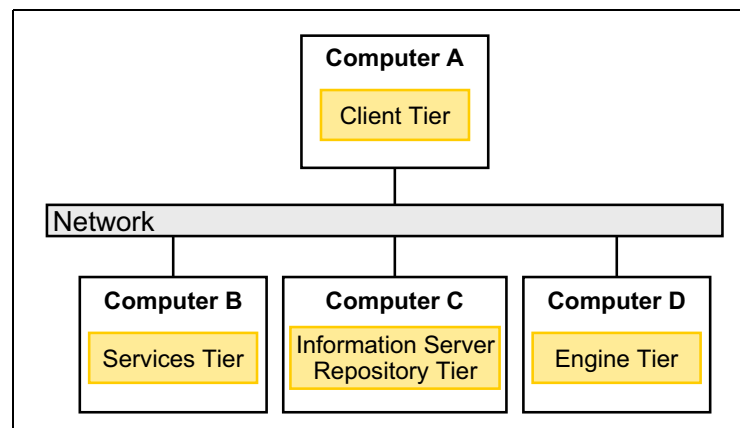 Computer A
Client Tier
Network
Computer B
Services Tier
Computer C
Information Server
Repository Tier
Computer D
Engine Tier